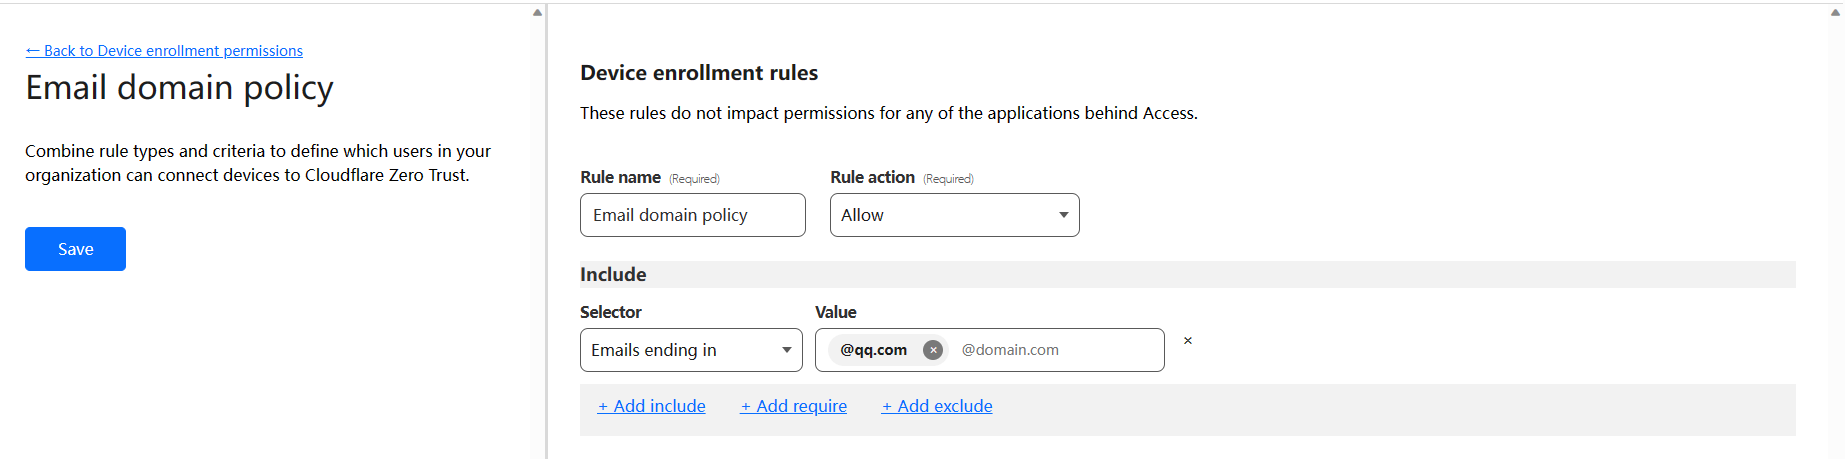 ← Back to Device enrollment permissions
Email domain policy
Combine rule types and criteria to define which users in your
organization can connect devices to Cloudflare Zero Trust.
Save
Device enrollment rules
These rules do not impact permissions for any of the applications behind Access.
Rule name (Required) Rule action (Required)
Email domain policy Allow
Include
Selector Value
Emails ending in @qq.com × @domain.com ×
+ Add include + Add require + Add exclude